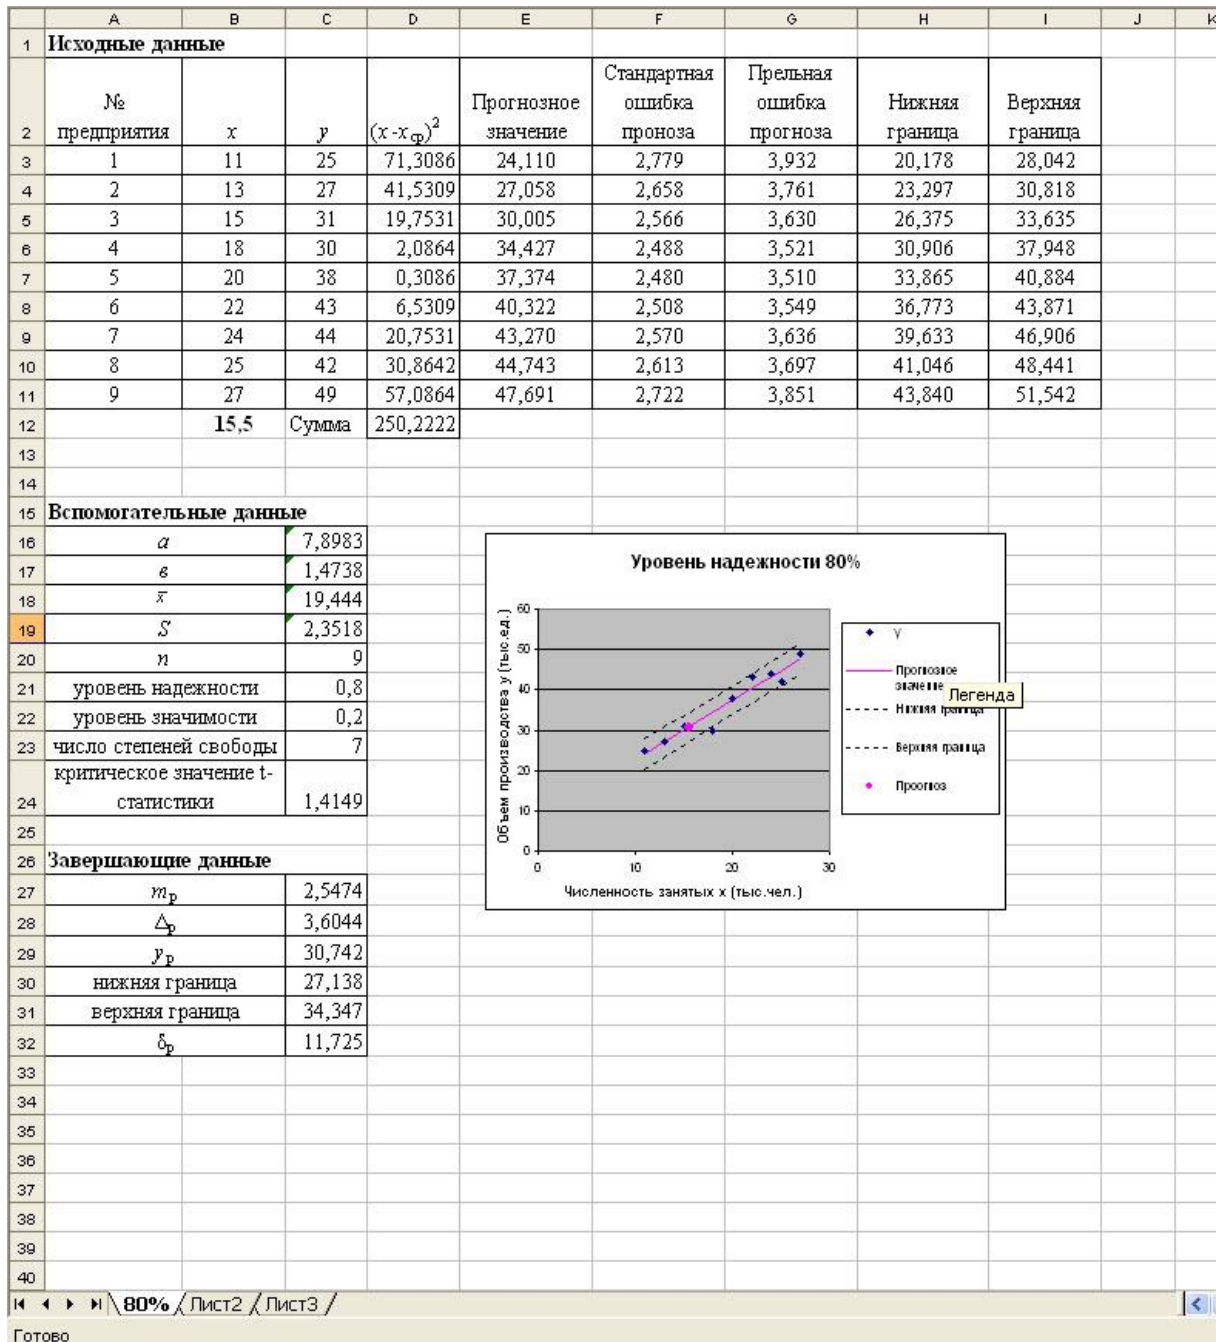 A B C D E F G H I J K
1 Исходные данные
2 № предприятия x y (x-xср)² Прогнозное значение Стандартная ошибка проноза Прельная ошибка прогноза Нижняя граница Верхняя граница
3 1 11 25 71,3086 24,110 2,779 3,932 20,178 28,042
4 2 13 27 41,5309 27,058 2,658 3,761 23,297 30,818
5 3 15 31 19,7531 30,005 2,566 3,630 26,375 33,635
6 4 18 30 2,0864 34,427 2,488 3,521 30,906 37,948
7 5 20 38 0,3086 37,374 2,480 3,510 33,865 40,884
8 6 22 43 6,5309 40,322 2,508 3,549 36,773 43,871
9 7 24 44 20,7531 43,270 2,570 3,636 39,633 46,906
10 8 25 42 30,8642 44,743 2,613 3,697 41,046 48,441
11 9 27 49 57,0864 47,691 2,722 3,851 43,840 51,542
12 15,5 Сумма 250,2222
13
14
15 Вспомогательные данные
16 a 7,8983
17 в 1,4738
18 x̄ 19,444
19 S 2,3518
20 n 9
21 уровень надежности 0,8
22 уровень значимости 0,2
23 число степеней свободы 7
24 критическое значение t-статистики 1,4149
25
26 Завершающие данные
27 mр 2,5474
28 Δр 3,6044
29 yр 30,742
30 нижняя граница 27,138
31 верхняя граница 34,347
32 δр 11,725
33
34
35
36
37
38
39
40
Уровень надежности 80%
Объем производства y (тыс.ед.)
60
50
40
30
20
10
0
0 10 20 30
Численность занятых x (тыс.чел.)
y
Прогнозное
значение
Нижняя граница
Верхняя граница
Проогноз
Легенда
80% Лист2 Лист3
Готово